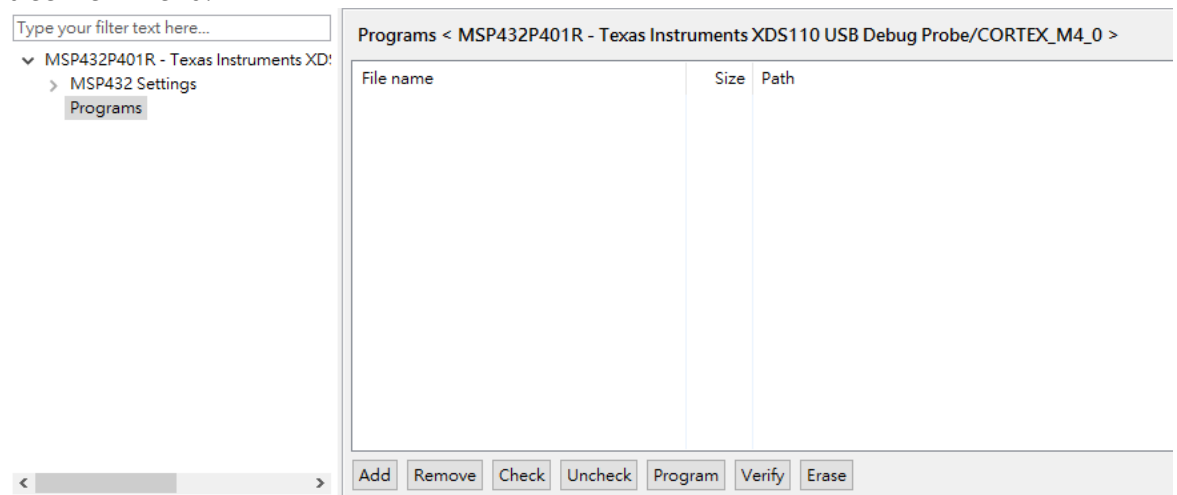 Type your filter text here...
MSP432P401R - Texas Instruments XD
MSP432 Settings
Programs
Programs < MSP432P401R - Texas Instruments XDS110 USB Debug Probe/CORTEX_M4_0 >
File name Size Path
Add Remove Check Uncheck Program Verify Erase